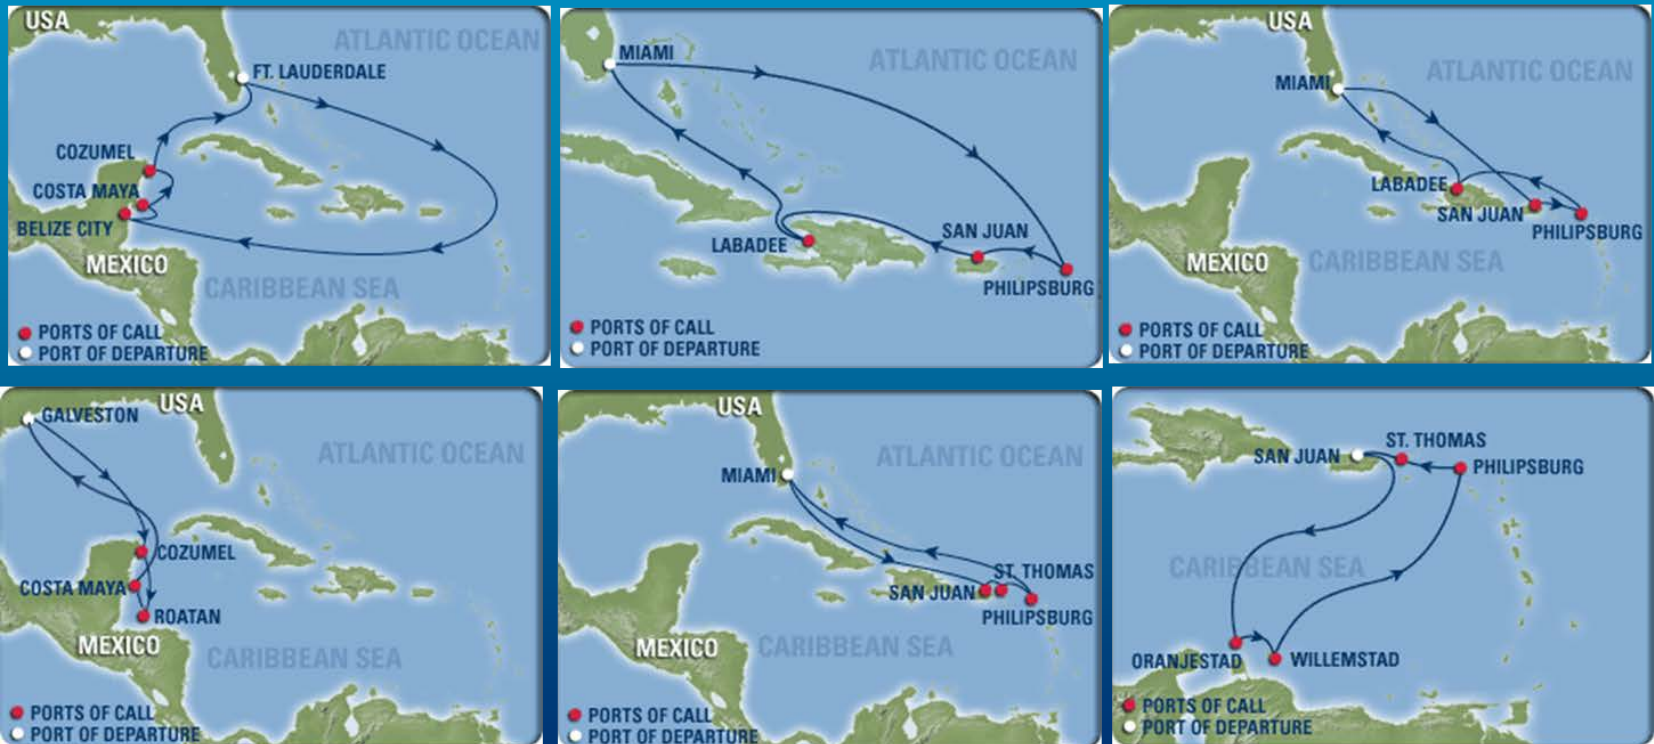 USA
ATLANTIC OCEAN
FT. LAUDERDALE
COZUMEL
COSTA MAYA
BELIZE CITY
MEXICO
CARIBBEAN SEA
PORTS OF CALL
PORT OF DEPARTURE
MIAMI
ATLANTIC OCEAN
SAN JUAN
LABADEE
PHILIPSBURG
PORTS OF CALL
PORT OF DEPARTURE
USA
ATLANTIC OCEAN
MIAMI
LABADEE
SAN JUAN
PHILIPSBURG
MEXICO
CARIBBEAN SEA
PORTS OF CALL
PORT OF DEPARTURE
USA
GALVESTON
ATLANTIC OCEAN
COZUMEL
COSTA MAYA
ROATAN
MEXICO
CARIBBEAN SEA
PORTS OF CALL
PORT OF DEPARTURE
USA
ATLANTIC OCEAN
MIAMI
ST. THOMAS
SAN JUAN
PHILIPSBURG
MEXICO
CARIBBEAN SEA
PORTS OF CALL
PORT OF DEPARTURE
ST. THOMAS
SAN JUAN
PHILIPSBURG
CARIBBEAN SEA
ORANJESTAD
WILLEMSTAD
PORTS OF CALL
PORT OF DEPARTURE